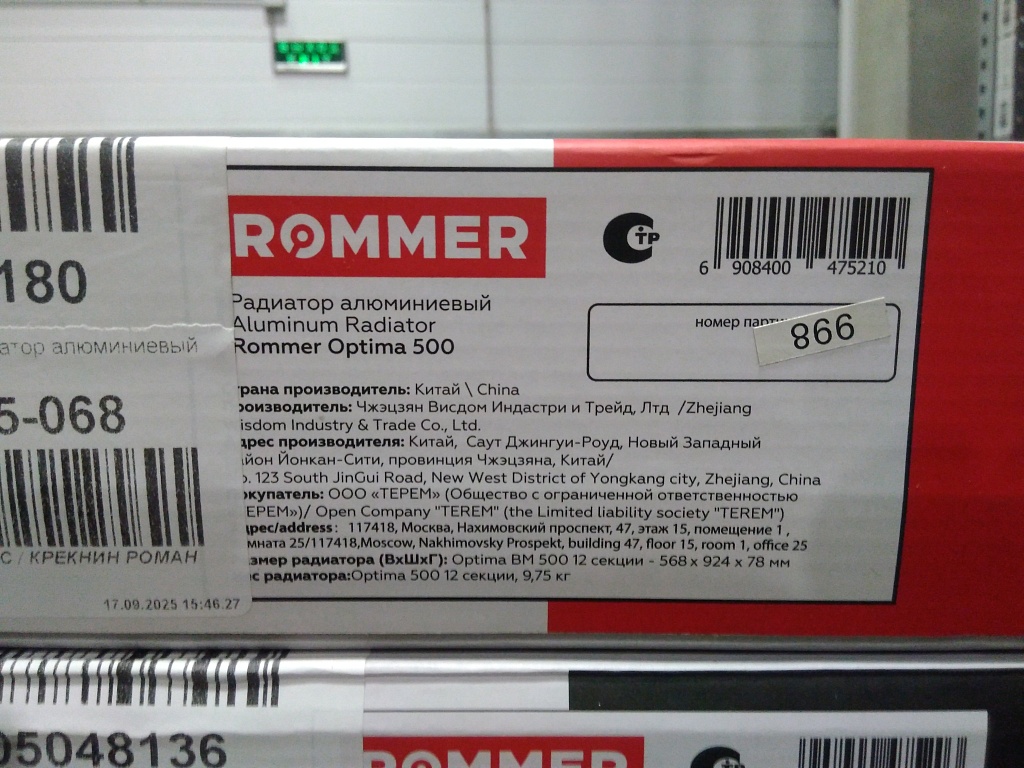 180
атор алюминиевый
5-068
С / КРЕКНИН РОМАН
17.09.2025 15:46.27
ROMMER
ТР
6 908400 475210
Радиатор алюминиевый
Aluminum Radiator
Rommer Optima 500
номер парти
866
трана производитель: Китай \ China
роизводитель: Чжэцзян Висдом Индастри и Трейд, Лтд /Zhejiang
isdom Industry & Trade Co., Ltd.
дрес производителя: Китай, Саут Джингуи-Роуд, Новый Западный
айон Йонкан-Сити, провинция Чжэцзяна, Китай/
o. 123 South JinGui Road, New West District of Yongkang city, Zhejiang, China
окупатель: ООО «ТЕРЕМ» (Общество с ограниченной ответственностью
ЕРЕМ»)/ Open Company "TEREM" (the Limited liability society "TEREM")
дрес/address: 117418, Москва, Нахимовский проспект, 47, этаж 15, помещение 1,
мната 25/117418,Moscow, Nakhimovsky Prospekt, building 47, floor 15, room 1, office 25
змер радиатора (ВхШхГ): Optima BM 500 12 секции - 568 x 924 x 78 мм
с радиатора:Optima 500 12 секции, 9,75 кг
05048136
ROMMER
ТР